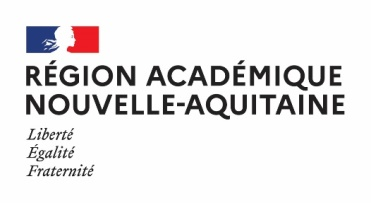 RÉGION ACADÉMIQUE
NOUVELLE-AQUITAINE
Liberté
Égalité
Fraternité